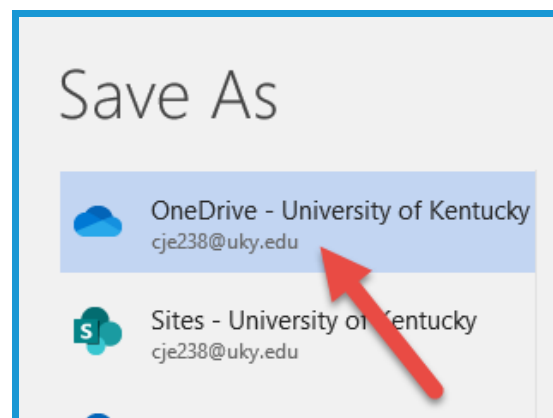 Save As
OneDrive - University of Kentucky
cje238@uky.edu
Sites - University of Kentucky
cje238@uky.edu